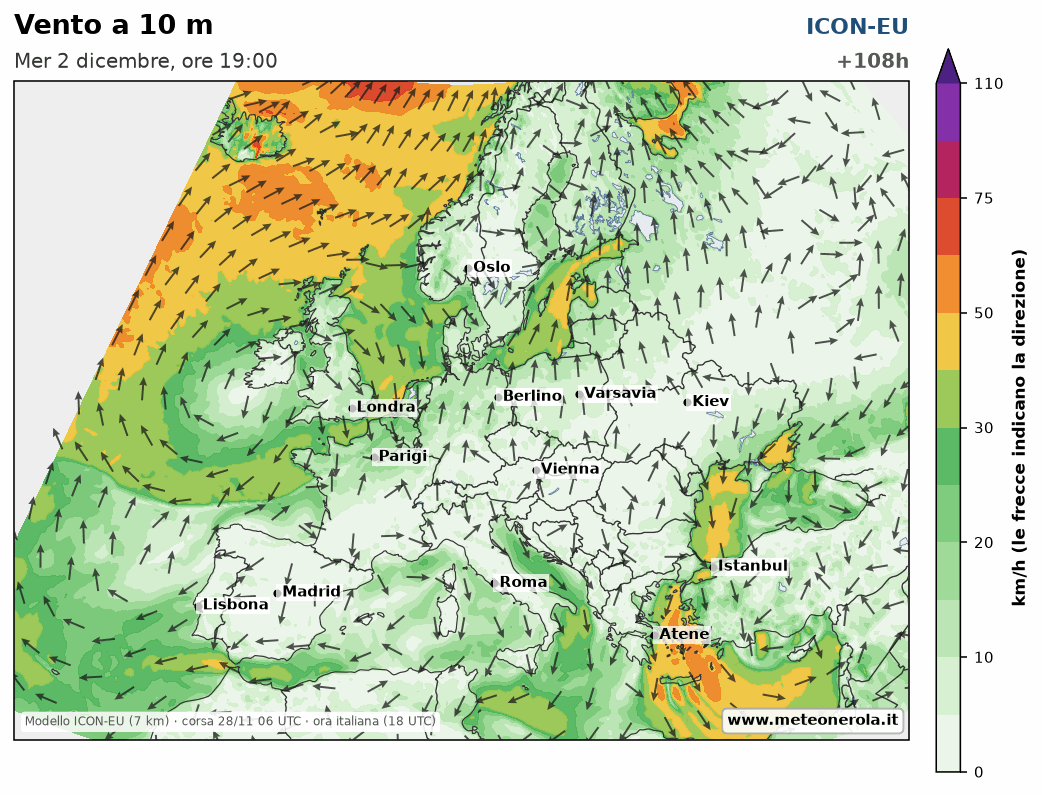 Vento a 10 m
ICON-EU
Mer 2 dicembre, ore 19:00
+108h
110
75
50
30
20
10
0
km/h (le frecce indicano la direzione)
Oslo
Berlino
Varsavia
Kiev
Londra
Parigi
Vienna
Istanbul
Roma
Madrid
Lisbona
Atene
Modello ICON-EU (7 km) · corsa 28/11 06 UTC · ora italiana (18 UTC)
www.meteonerola.it